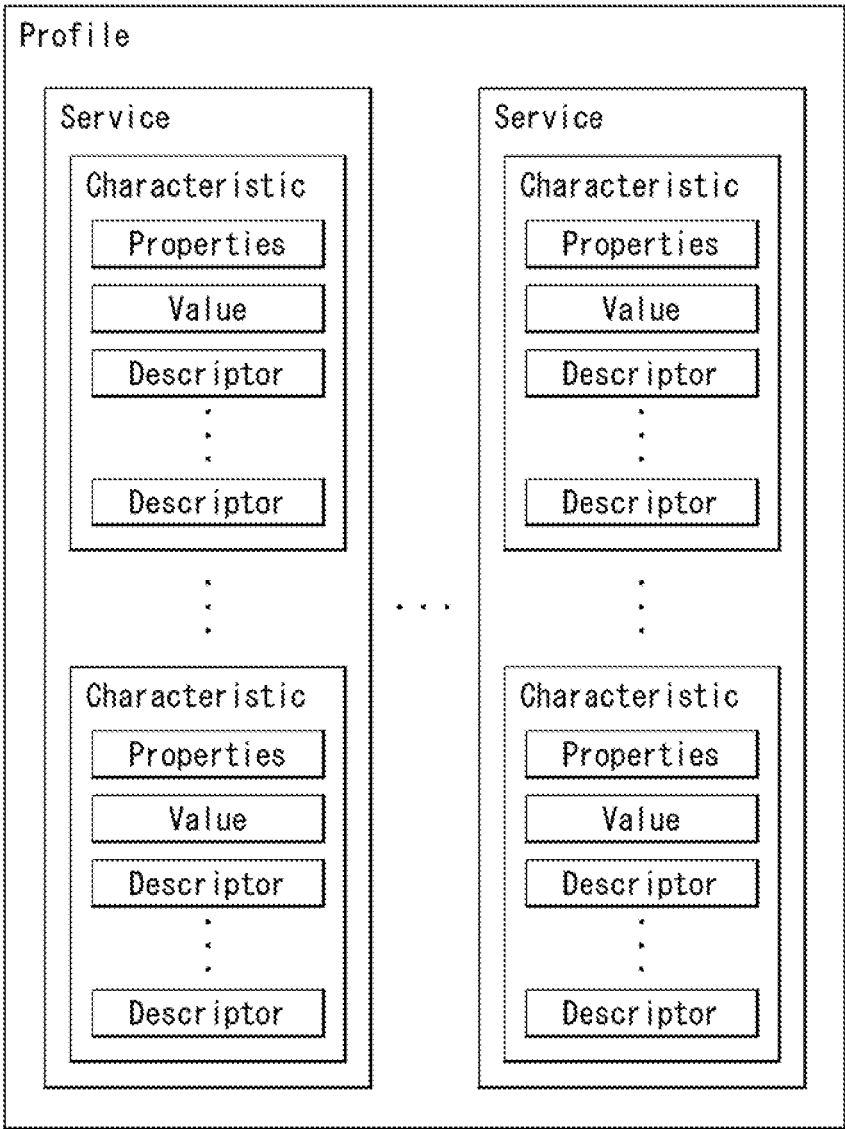 Profile
Service
Characteristic
Properties
Value
Descriptor
Descriptor
Characteristic
Properties
Value
Descriptor
Descriptor
Service
Characteristic
Properties
Value
Descriptor
Descriptor
Characteristic
Properties
Value
Descriptor
Descriptor